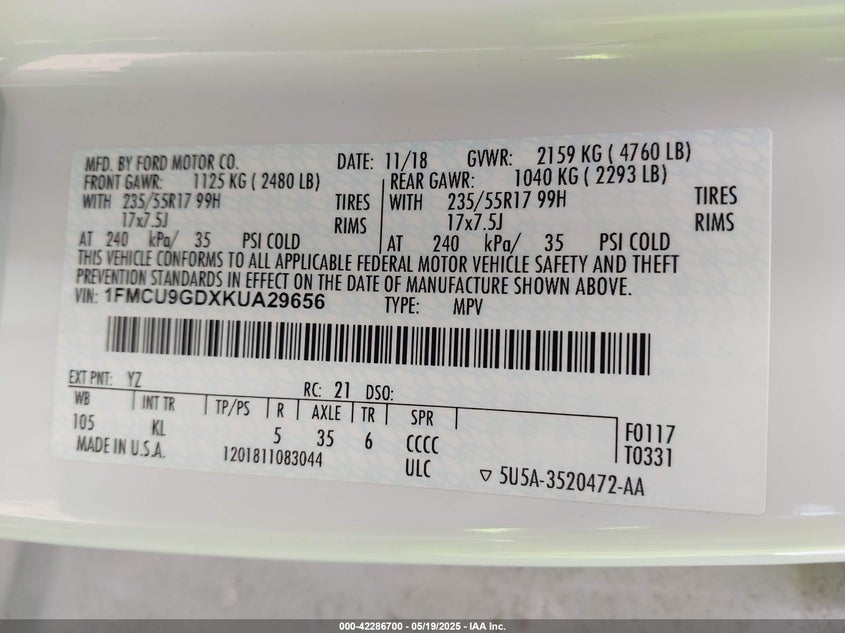 MFD. BY FORD MOTOR CO. DATE: 11/18 GVWR: 2159 KG ( 4760 LB)
FRONT GAWR: 1125 KG ( 2480 LB) REAR GAWR: 1040 KG ( 2293 LB)
WITH 235/55R17 99H TIRES WITH 235/55R17 99H TIRES
17x7.5J RIMS 17x7.5J RIMS
AT 240 kPa/ 35 PSI COLD AT 240 kPa/ 35 PSI COLD
THIS VEHICLE CONFORMS TO ALL APPLICABLE FEDERAL MOTOR VEHICLE SAFETY AND THEFT
PREVENTION STANDARDS IN EFFECT ON THE DATE OF MANUFACTURE SHOWN ABOVE.
VIN: 1FMCU9GDXKUA29656 TYPE: MPV
EXT PNT: YZ RC: 21 DSO:
WB INT TR TP/PS R AXLE TR SPR
105 KL 5 35 6 CCCC F0117
MADE IN U.S.A. 1201811083044 ULC T0331
▽ 5U5A-3520472-AA
000-42286700 - 05/19/2025 - IAA Inc.